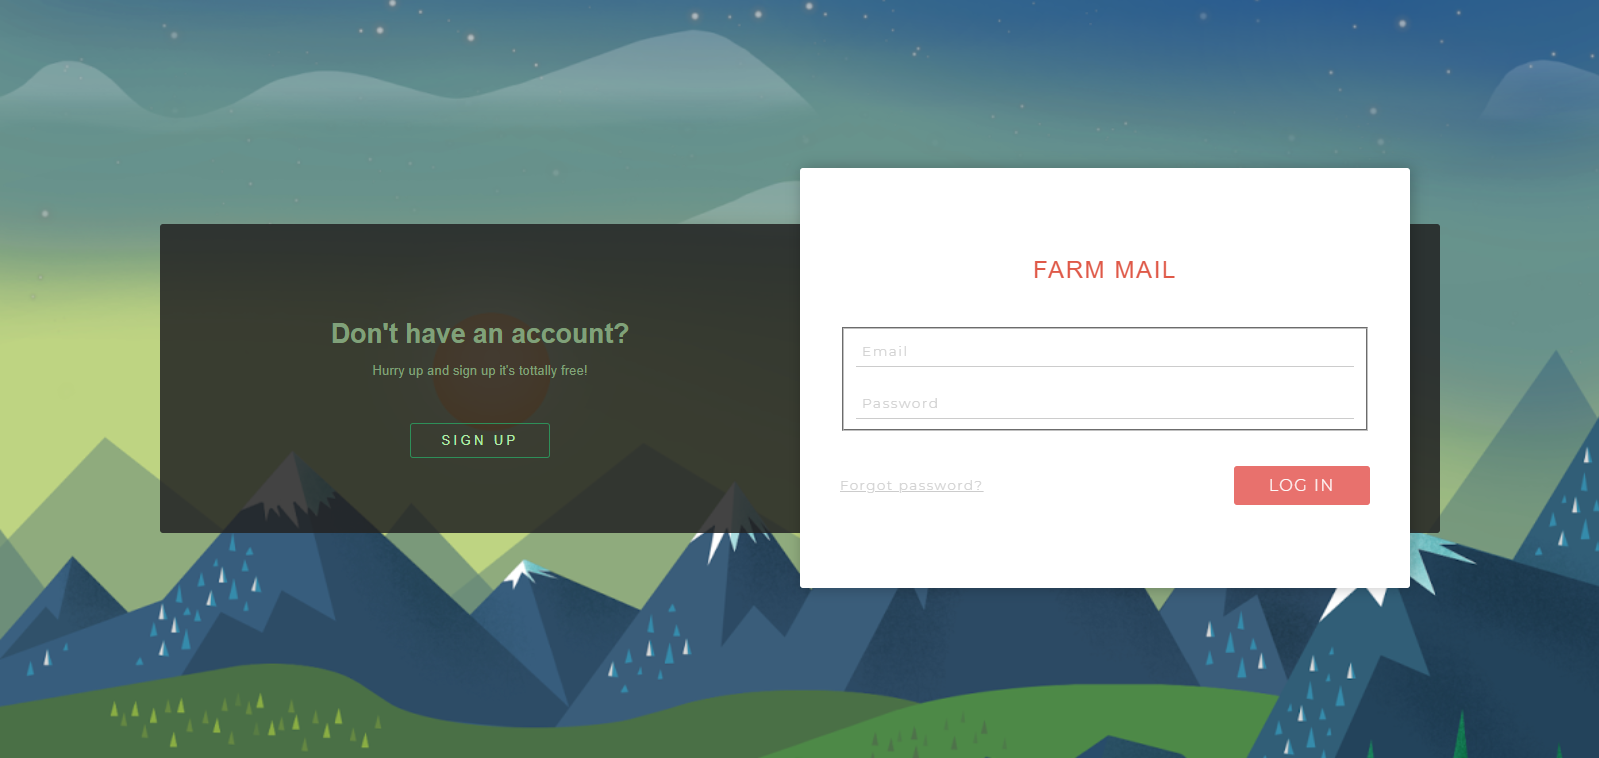 Don't have an account?
Hurry up and sign up it's tottally free!
SIGN UP
FARM MAIL
Email
Password
Forgot password?
LOG IN